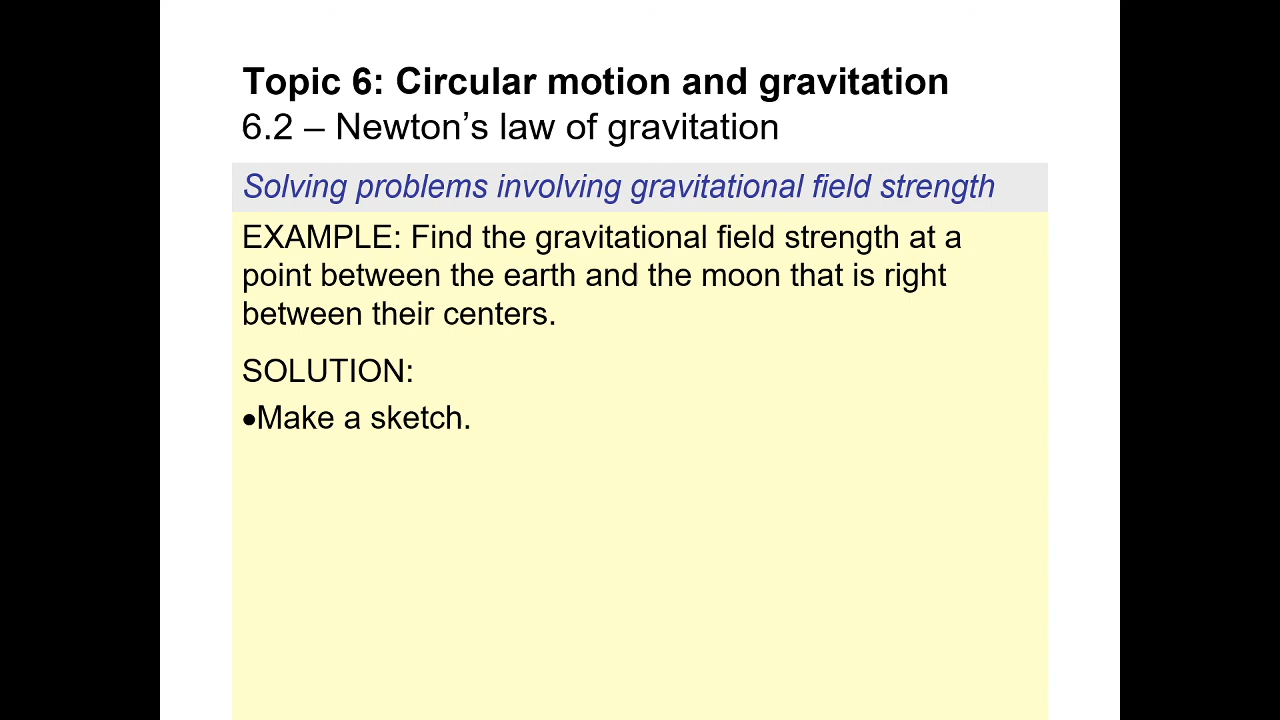 Topic 6: Circular motion and gravitation
6.2 – Newton’s law of gravitation
Solving problems involving gravitational field strength
EXAMPLE: Find the gravitational field strength at a
point between the earth and the moon that is right
between their centers.
SOLUTION:
•Make a sketch.